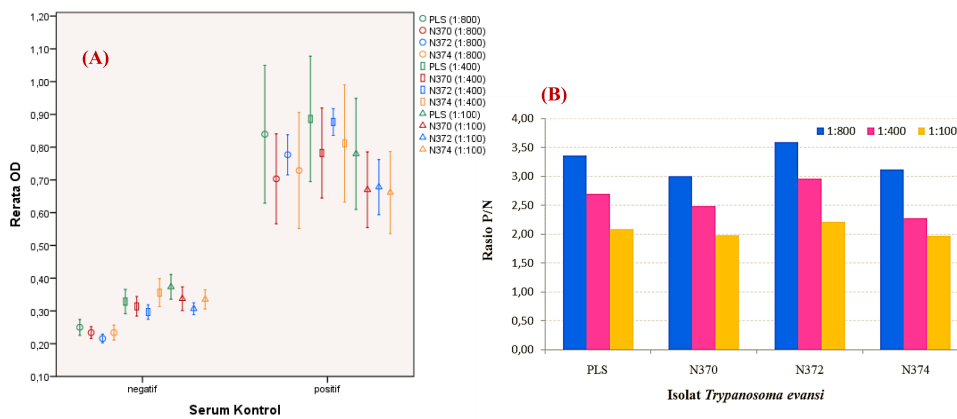 (A)
Rerata OD
1,20
1,10
1,00
0,90
0,80
0,70
0,60
0,50
0,40
0,30
0,20
0,10
negatif
positif
Serum Kontrol
PLS (1:800)
N370 (1:800)
N372 (1:800)
N374 (1:800)
PLS (1:400)
N370 (1:400)
N372 (1:400)
N374 (1:400)
PLS (1:100)
N370 (1:100)
N372 (1:100)
N374 (1:100)
(B)
Rasio P/N
4,00
3,50
3,00
2,50
2,00
1,50
1,00
0,50
0,00
1:800
1:400
1:100
PLS
N370
N372
N374
Isolat Trypanosoma evansi